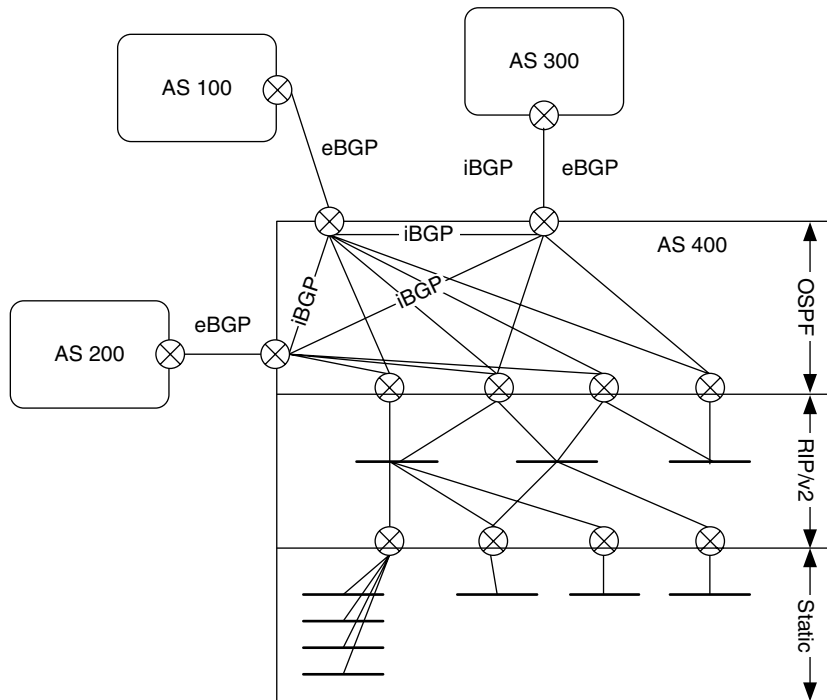 AS 300
AS 100
eBGP
iBGP
eBGP
iBGP
AS 400
OSPF
iBGP
iBGP
eBGP
AS 200
RIP/v2
Static